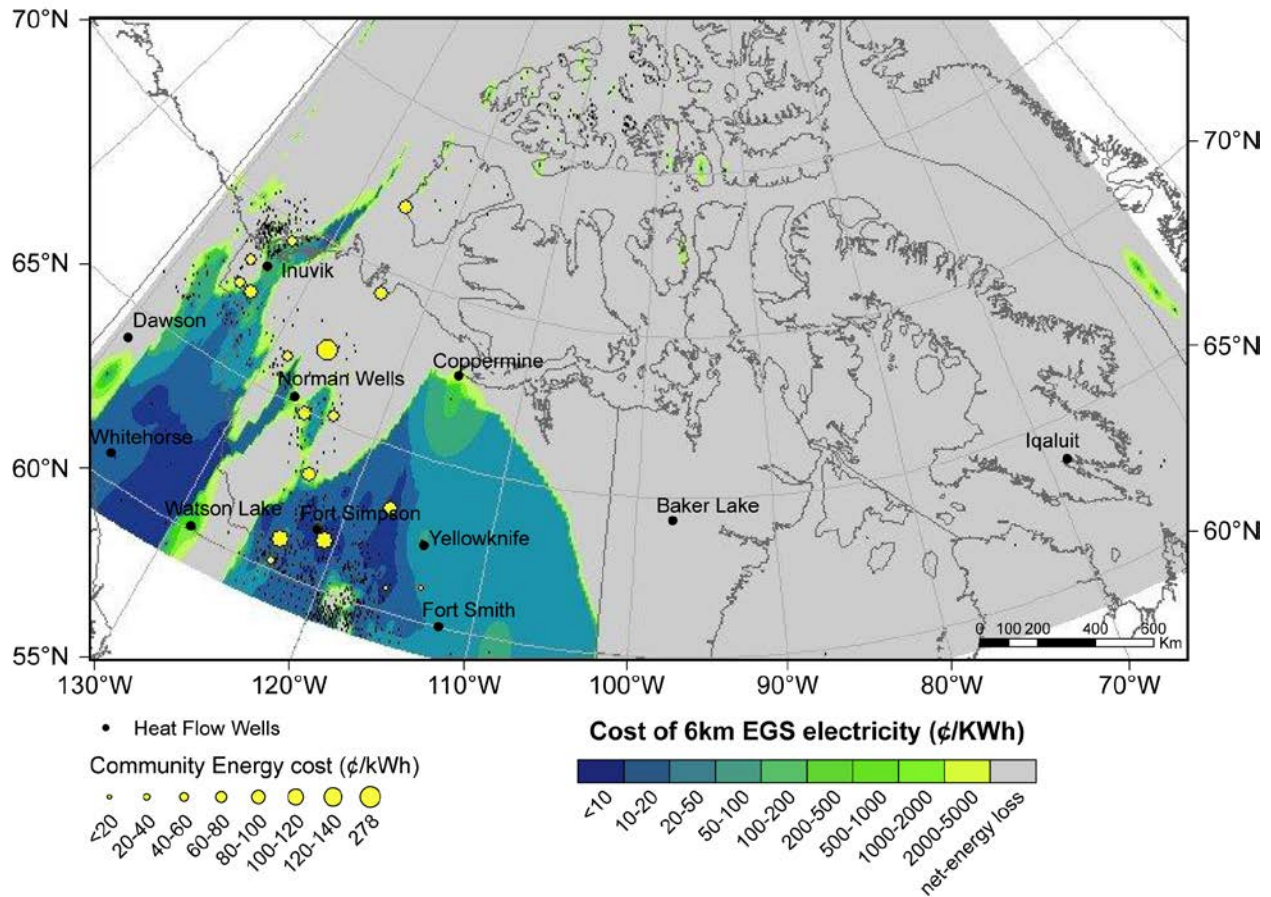 70°N
65°N
60°N
55°N
70°N
65°N
60°N
130°W
120°W
110°W
100°W
90°W
80°W
70°W
Inuvik
Dawson
Coppermine
Norman Wells
Whitehorse
Iqaluit
Watson Lake
Fort Simpson
Baker Lake
Yellowknife
Fort Smith
0 100 200 400 600
Km
Heat Flow Wells
Community Energy cost (¢/kWh)
<20
20-40
40-60
60-80
80-100
100-120
120-140
278
Cost of 6km EGS electricity (¢/KWh)
<10
10-20
20-50
50-100
100-200
200-500
500-1000
1000-2000
2000-5000
net-energy loss